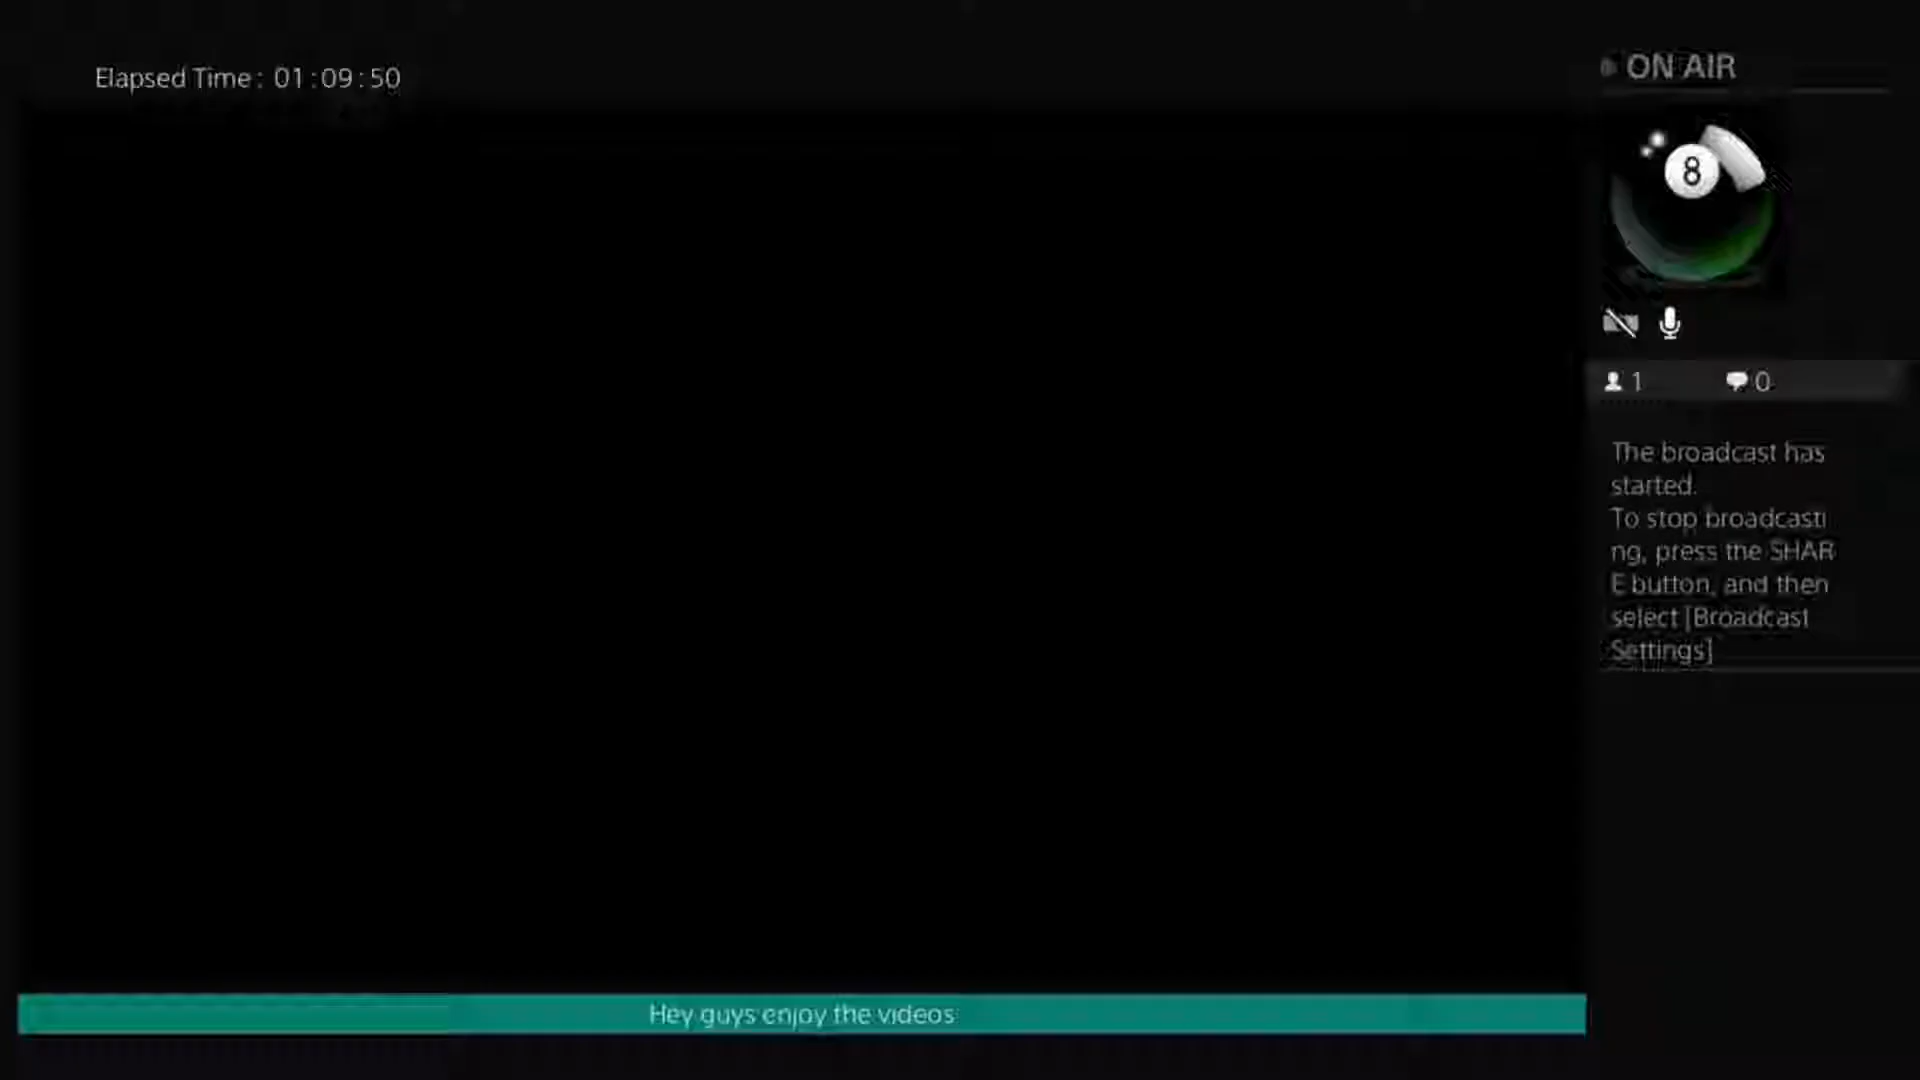 Elapsed Time: 01:09:50
ON AIR
8
1
0
The broadcast has
started.
To stop broadcasti
ng, press the SHAR
E button, and then
select [Broadcast
Settings]
Hey guys enjoy the videos